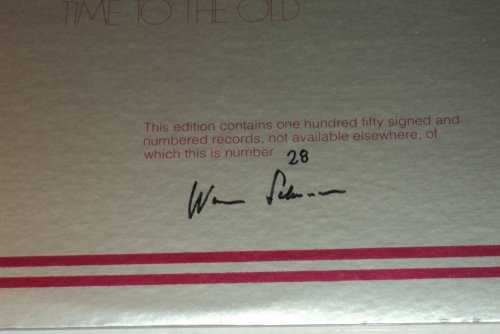 TIME TO THE OLD
This edition contains one hundred fifty signed and
numbered records, not available elsewhere, of
which this is number 28